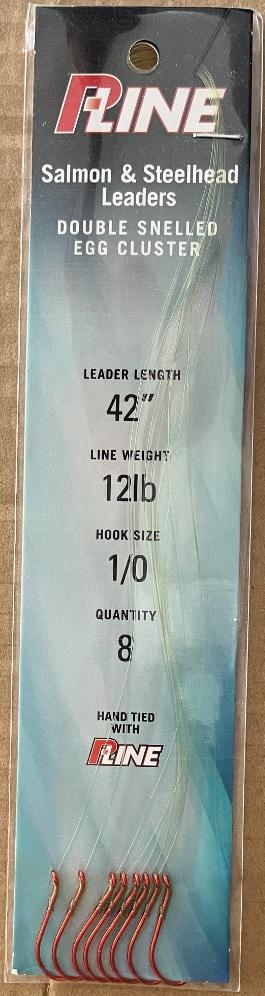 P-LINE
Salmon & Steelhead
Leaders
DOUBLE SNELLED
EGG CLUSTER
LEADER LENGTH
42"
LINE WEIGHT
12lb
HOOK SIZE
1/0
QUANTITY
8
HAND TIED
WITH
P-LINE